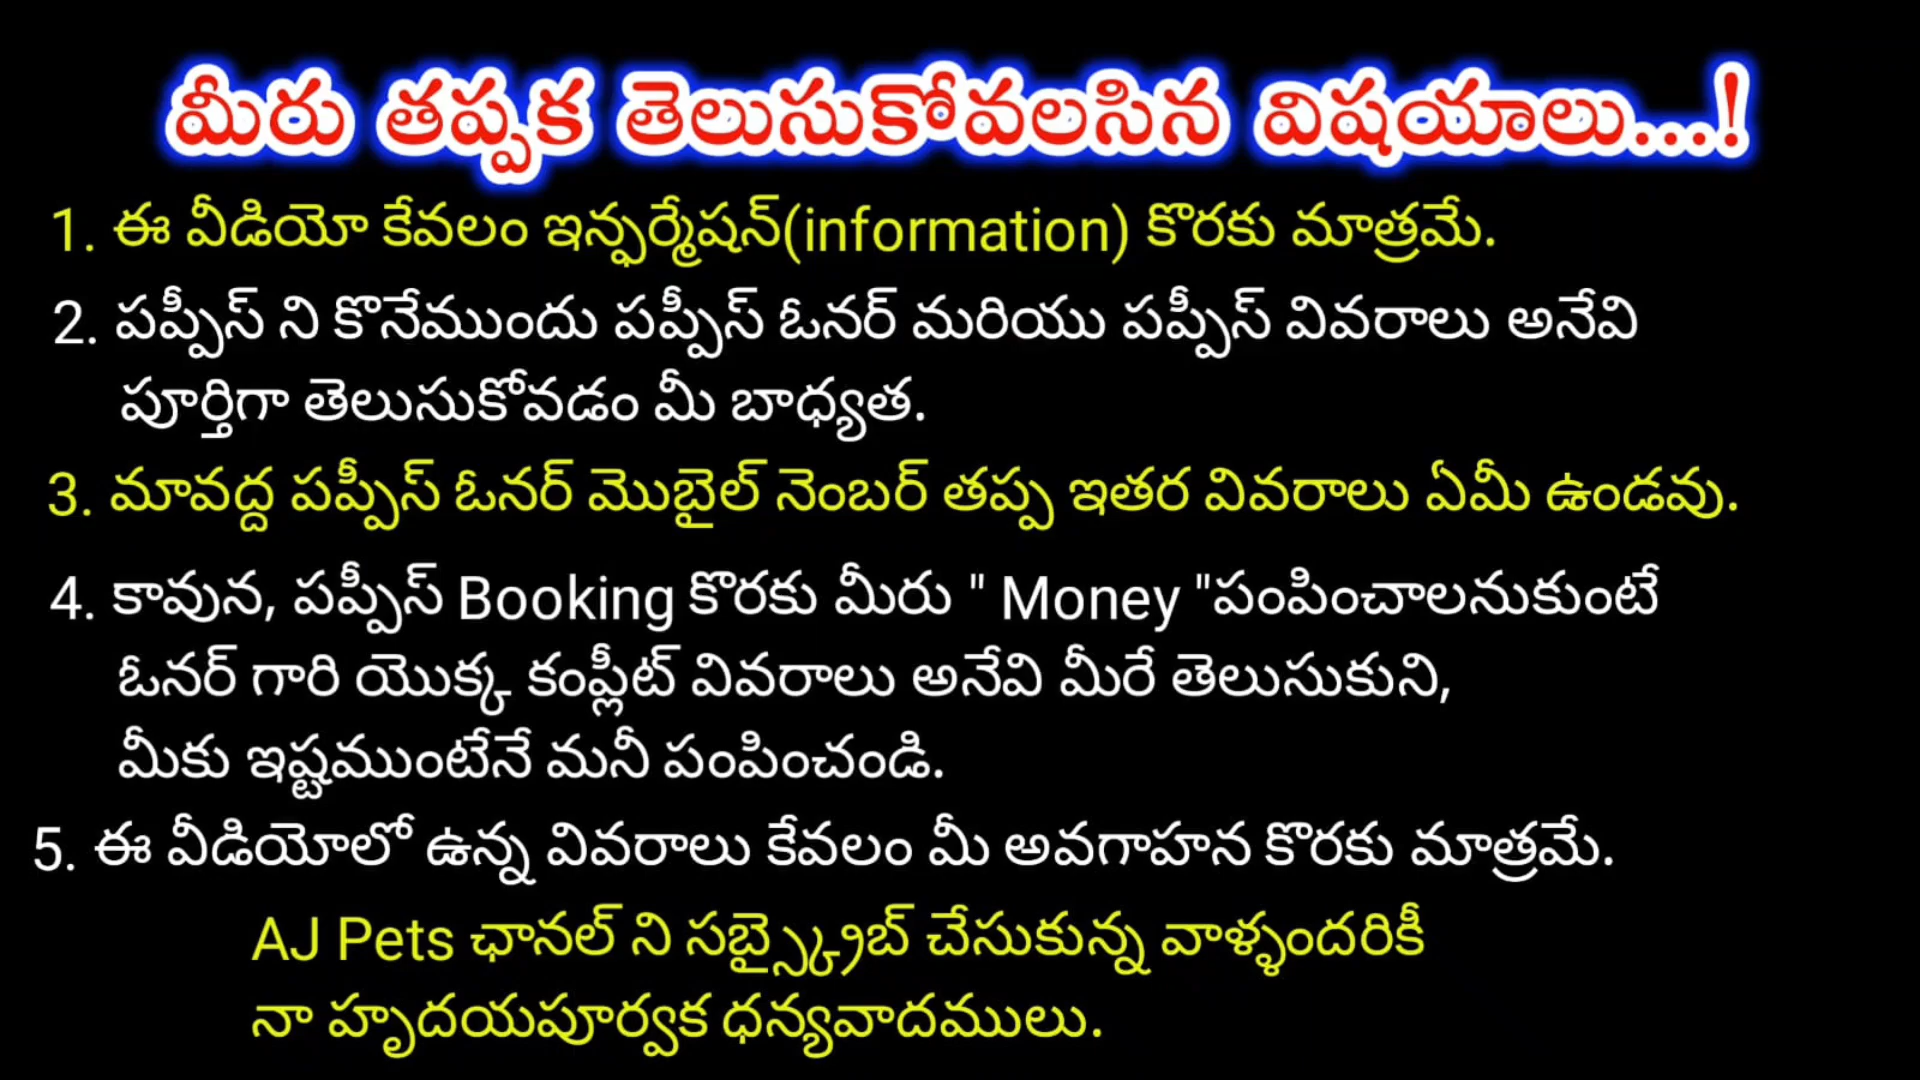 మీరు తప్పక తెలుసుకోవలసిన విషయాలు...!
1. ఈ వీడియో కేవలం ఇన్ఫర్మేషన్(information) కొరకు మాత్రమే.
2. పప్పీస్ ని కొనేముందు పప్పీస్ ఓనర్ మరియు పప్పీస్ వివరాలు అనేవి
పూర్తిగా తెలుసుకోవడం మీ బాధ్యత.
3. మావద్ద పప్పీస్ ఓనర్ మొబైల్ నెంబర్ తప్ప ఇతర వివరాలు ఏమీ ఉండవు.
4. కావున, పప్పీస్ Booking కొరకు మీరు " Money "పంపించాలనుకుంటే
ఓనర్ గారి యొక్క కంప్లీట్ వివరాలు అనేవి మీరే తెలుసుకుని,
మీకు ఇష్టముంటేనే మనీ పంపించండి.
5. ఈ వీడియోలో ఉన్న వివరాలు కేవలం మీ అవగాహన కొరకు మాత్రమే.
AJ Pets ఛానల్ ని సబ్స్క్రైబ్ చేసుకున్న వాళ్ళందరికీ
నా హృదయపూర్వక ధన్యవాదములు.